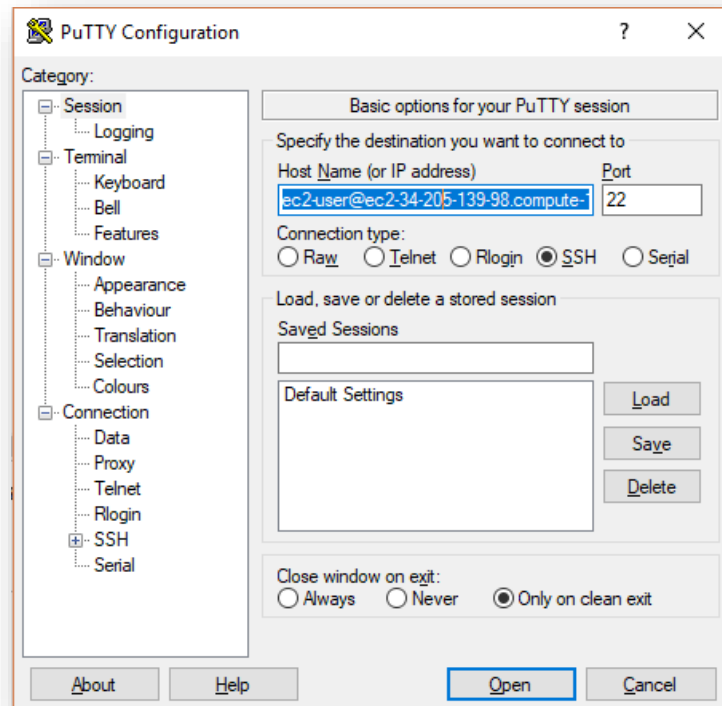 PuTTY Configuration
?
Category:
Session
Logging
Terminal
Keyboard
Bell
Features
Window
Appearance
Behaviour
Translation
Selection
Colours
Connection
Data
Proxy
Telnet
Rlogin
SSH
Serial
Basic options for your PuTTY session
Specify the destination you want to connect to
Host Name (or IP address) Port
ec2-user@ec2-34-205-139-98.compute- 22
Connection type:
Raw Telnet Rlogin SSH Serial
Load, save or delete a stored session
Saved Sessions
Default Settings
Load
Save
Delete
Close window on exit:
Always Never Only on clean exit
About Help Open Cancel